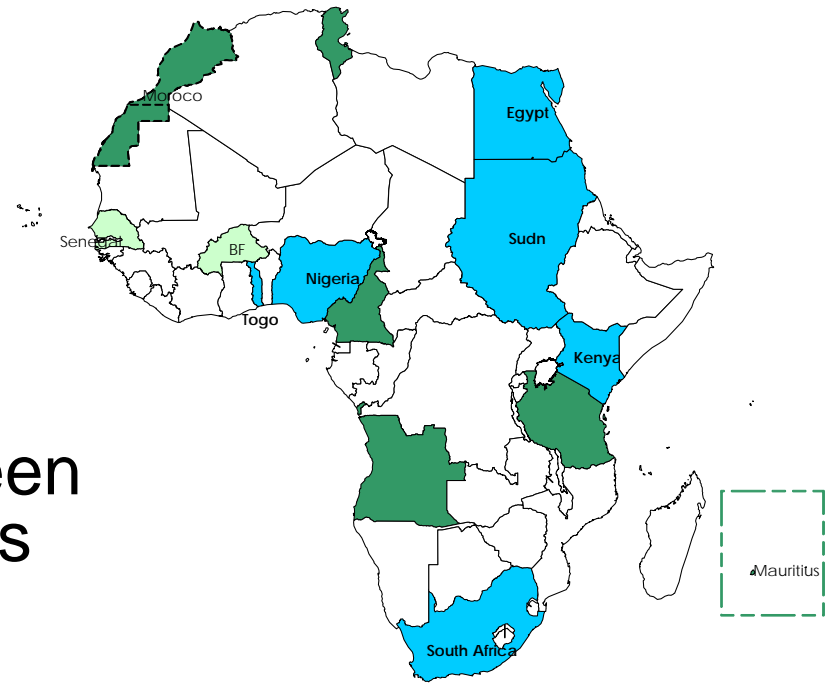 Moroco
Egypt
Senegal
BF
Sudn
Nigeria
Togo
Kenya
een
s
Mauritius
South Africa